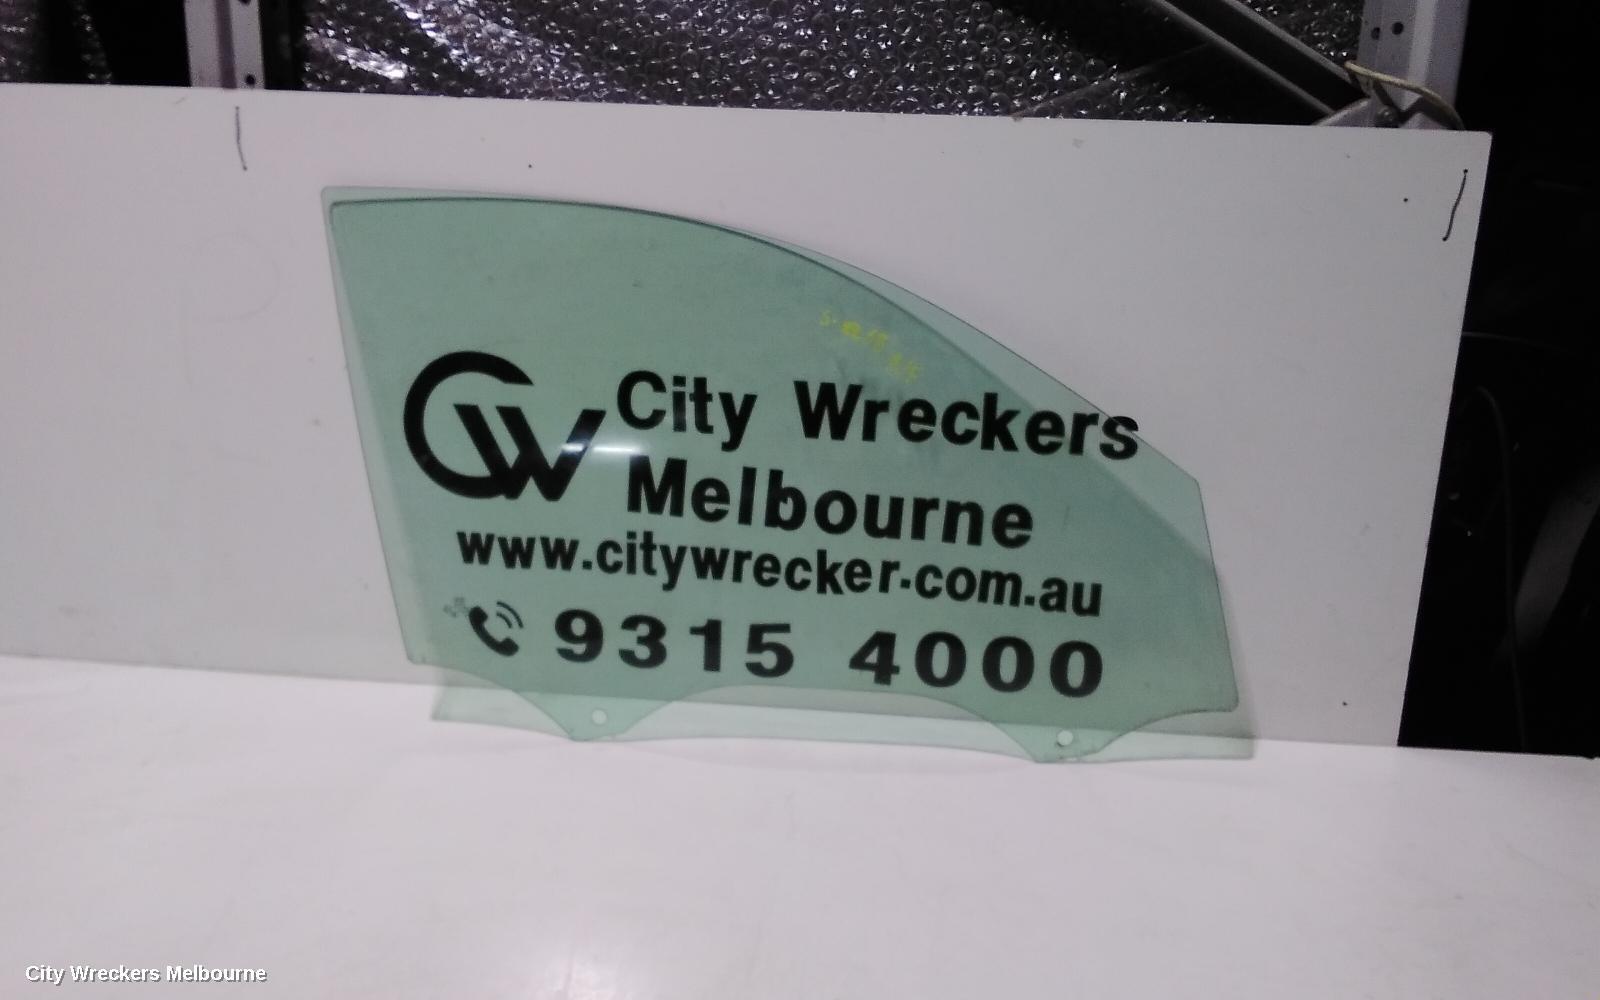 CW
City Wreckers
Melbourne
www.citywrecker.com.au
9315 4000
City Wreckers Melbourne